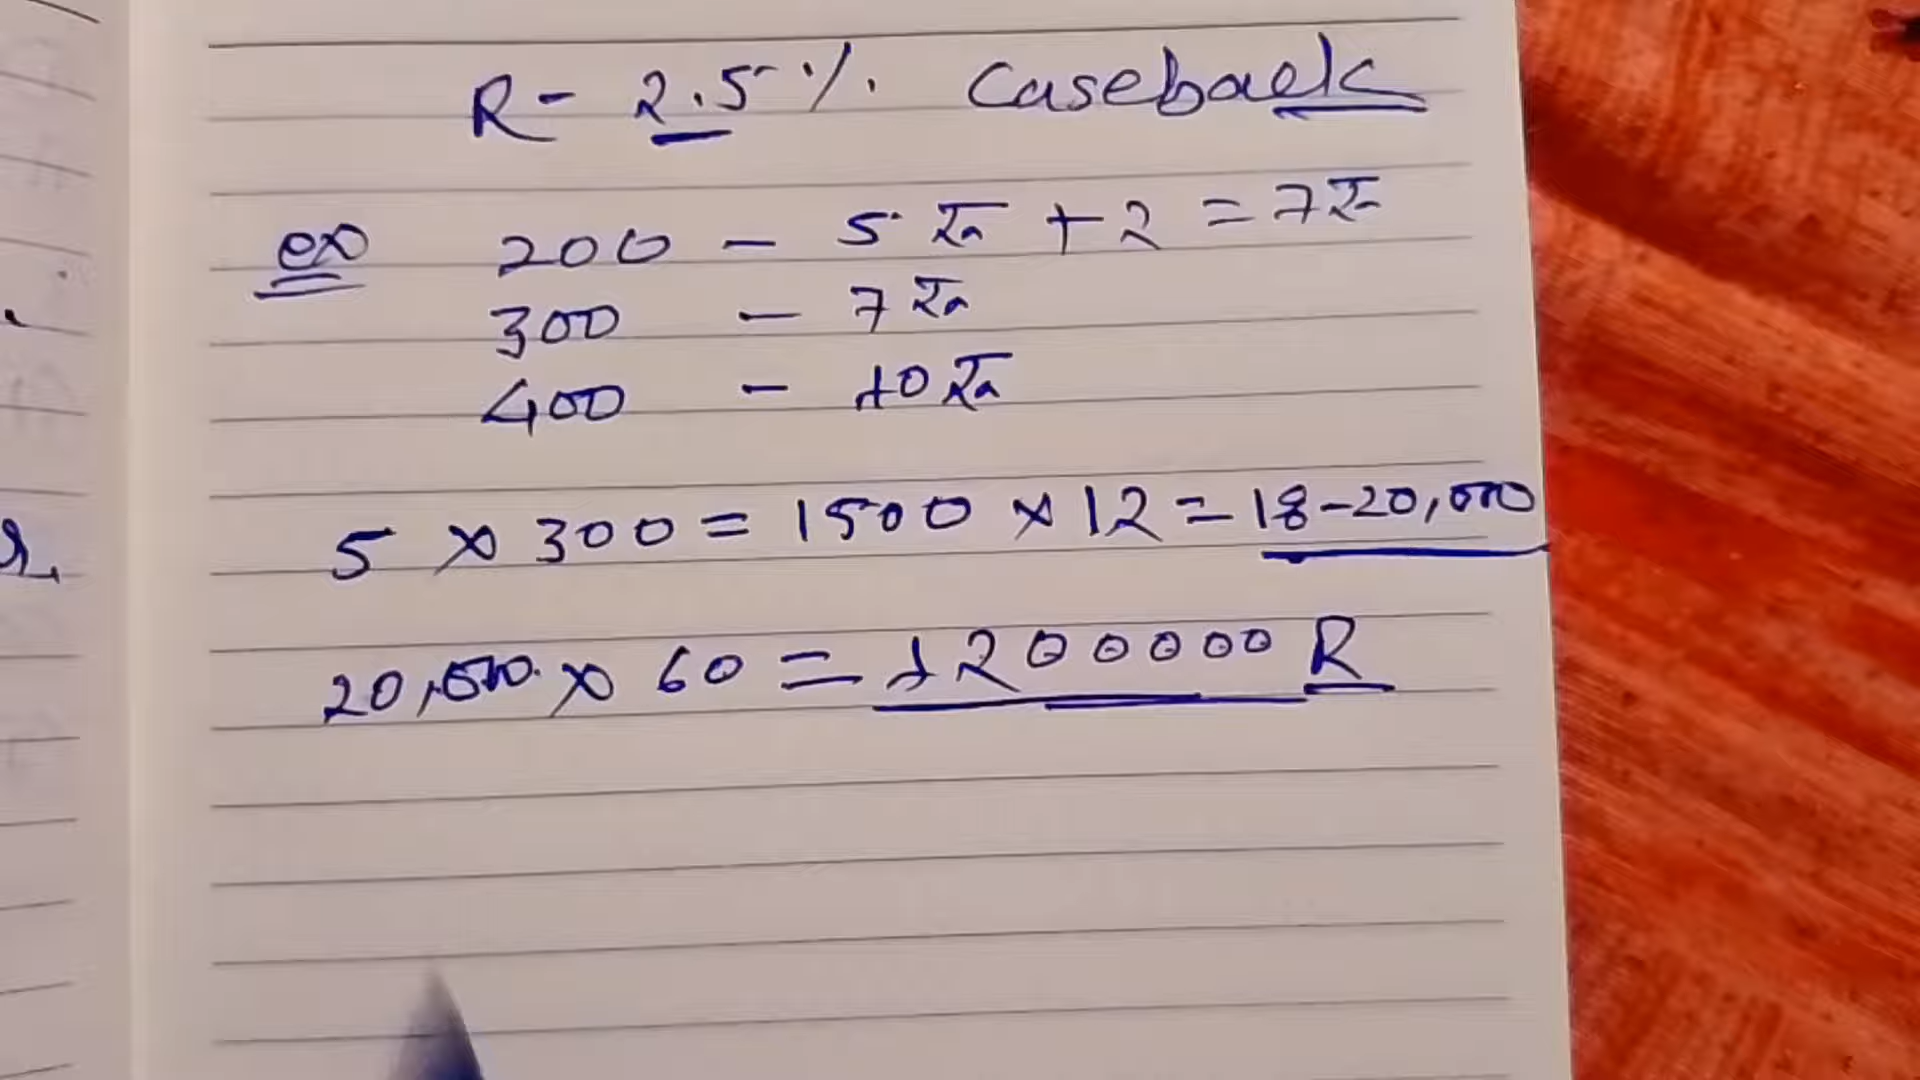 R - 2.5 %. Caseback
ex 200 - 5 रू + 2 = 7 रू
300 - 7 रू
400 - 10 रू
5 × 300 = 1500 × 12 = 18-20,000
20,000 × 60 = 1200000 R